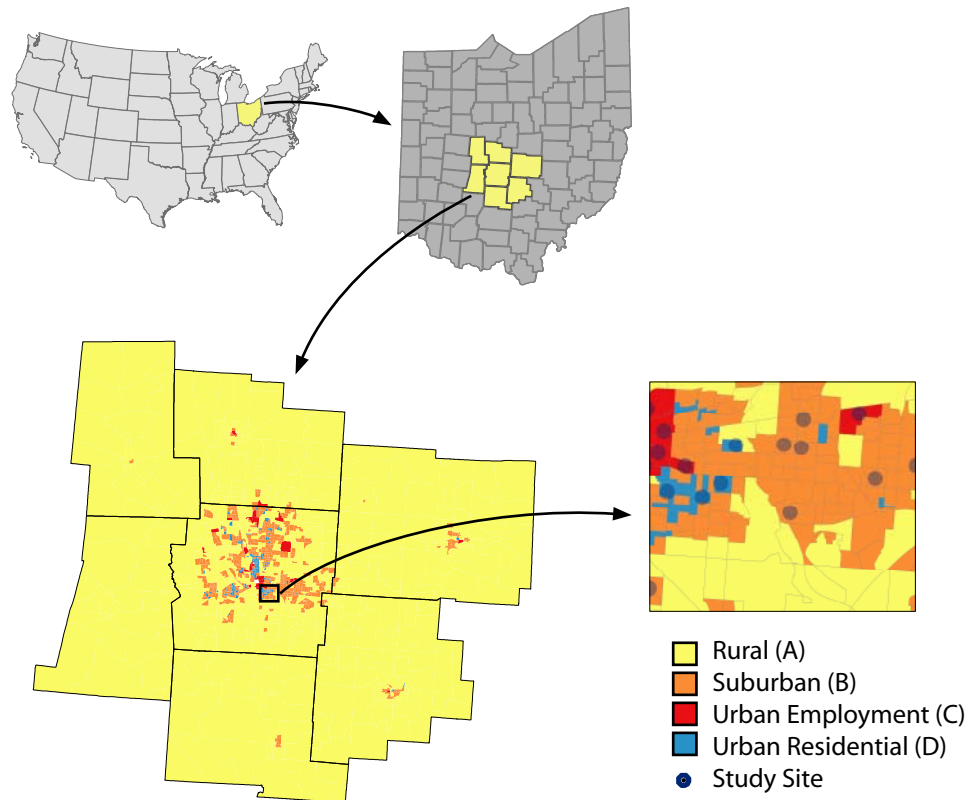 Rural (A)
Suburban (B)
Urban Employment (C)
Urban Residential (D)
Study Site